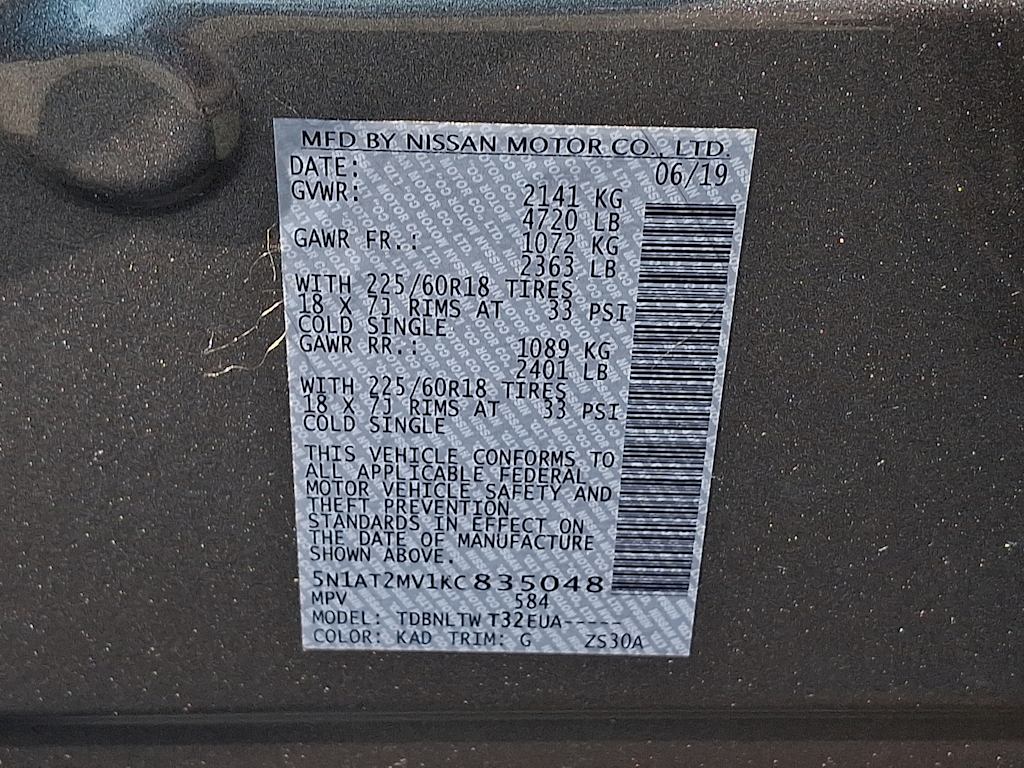 MFD BY NISSAN MOTOR CO., LTD.
DATE: 06/19
GVWR: 2141 KG
4720 LB
GAWR FR.: 1072 KG
2363 LB
WITH 225/60R18 TIRES
18 X 7J RIMS AT 33 PSI
COLD SINGLE
GAWR RR.: 1089 KG
2401 LB
WITH 225/60R18 TIRES
18 X 7J RIMS AT 33 PSI
COLD SINGLE
THIS VEHICLE CONFORMS TO
ALL APPLICABLE FEDERAL
MOTOR VEHICLE SAFETY AND
THEFT PREVENTION
STANDARDS IN EFFECT ON
THE DATE OF MANUFACTURE
SHOWN ABOVE.
5N1AT2MV1KC835048
MPV 584
MODEL: TDBNLTW T32EUA-----
COLOR: KAD TRIM: G ZS30A